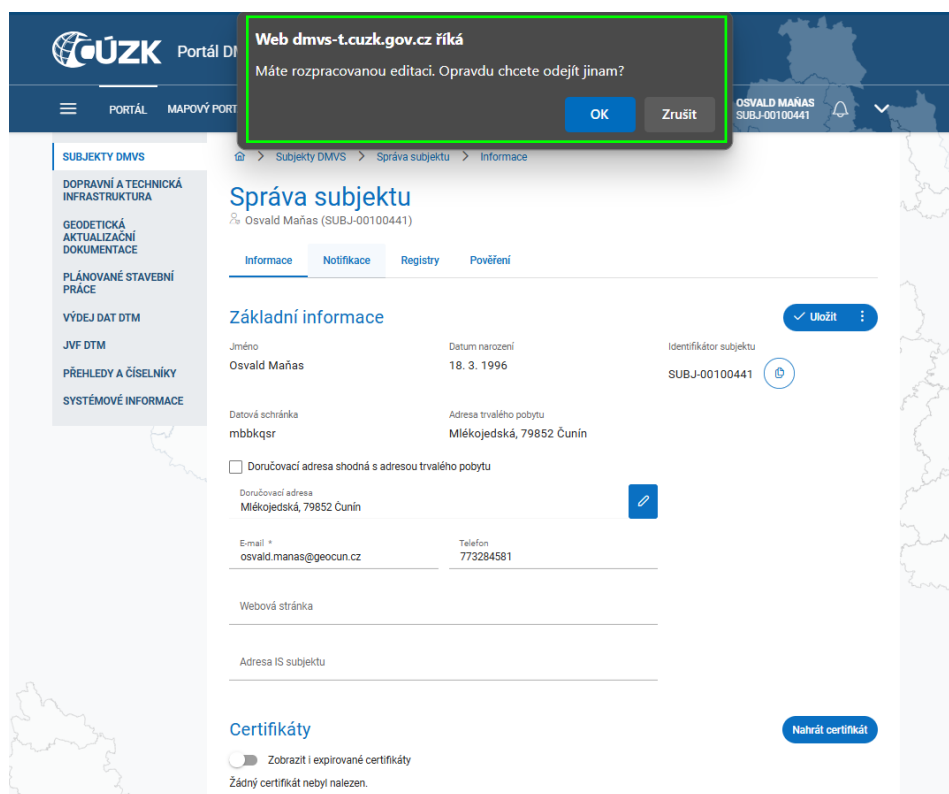 Web dmvs-t.cuzk.gov.cz říká
Máte rozpracovanou editaci. Opravdu chcete odejít jinam?
OK Zrušit
ČÚZK Portál
PORTÁL MAPOVÝ
OSVALD MAŇAS
SUBJ-00100441
SUBJEKTY DMVS
DOPRAVNÍ A TECHNICKÁ
INFRASTRUKTURA
GEODETICKÁ
AKTUALIZAČNÍ
DOKUMENTACE
PLÁNOVANÉ STAVEBNÍ
PRÁCE
VÝDEJ DAT DTM
JVF DTM
PŘEHLEDY A ČÍSELNÍKY
SYSTÉMOVÉ INFORMACE
Subjekty DMVS > Správa subjektu > Informace
Správa subjektu
Osvald Maňas (SUBJ-00100441)
Informace Notifikace Registry Pověření
Základní informace
Uložit
Jméno Datum narození Identifikátor subjektu
Osvald Maňas 18. 3. 1996 SUBJ-00100441
Datová schránka Adresa trvalého pobytu
mbbkqsr Mlékojedská, 79852 Čunín
Doručovací adresa shodná s adresou trvalého pobytu
Doručovací adresa
Mlékojedská, 79852 Čunín
E-mail * Telefon
osvald.manas@geocun.cz 773284581
Webová stránka
Adresa IS subjektu
Certifikáty
Nahrát certifikát
Zobrazit i expirované certifikáty
Žádný certifikát nebyl nalezen.